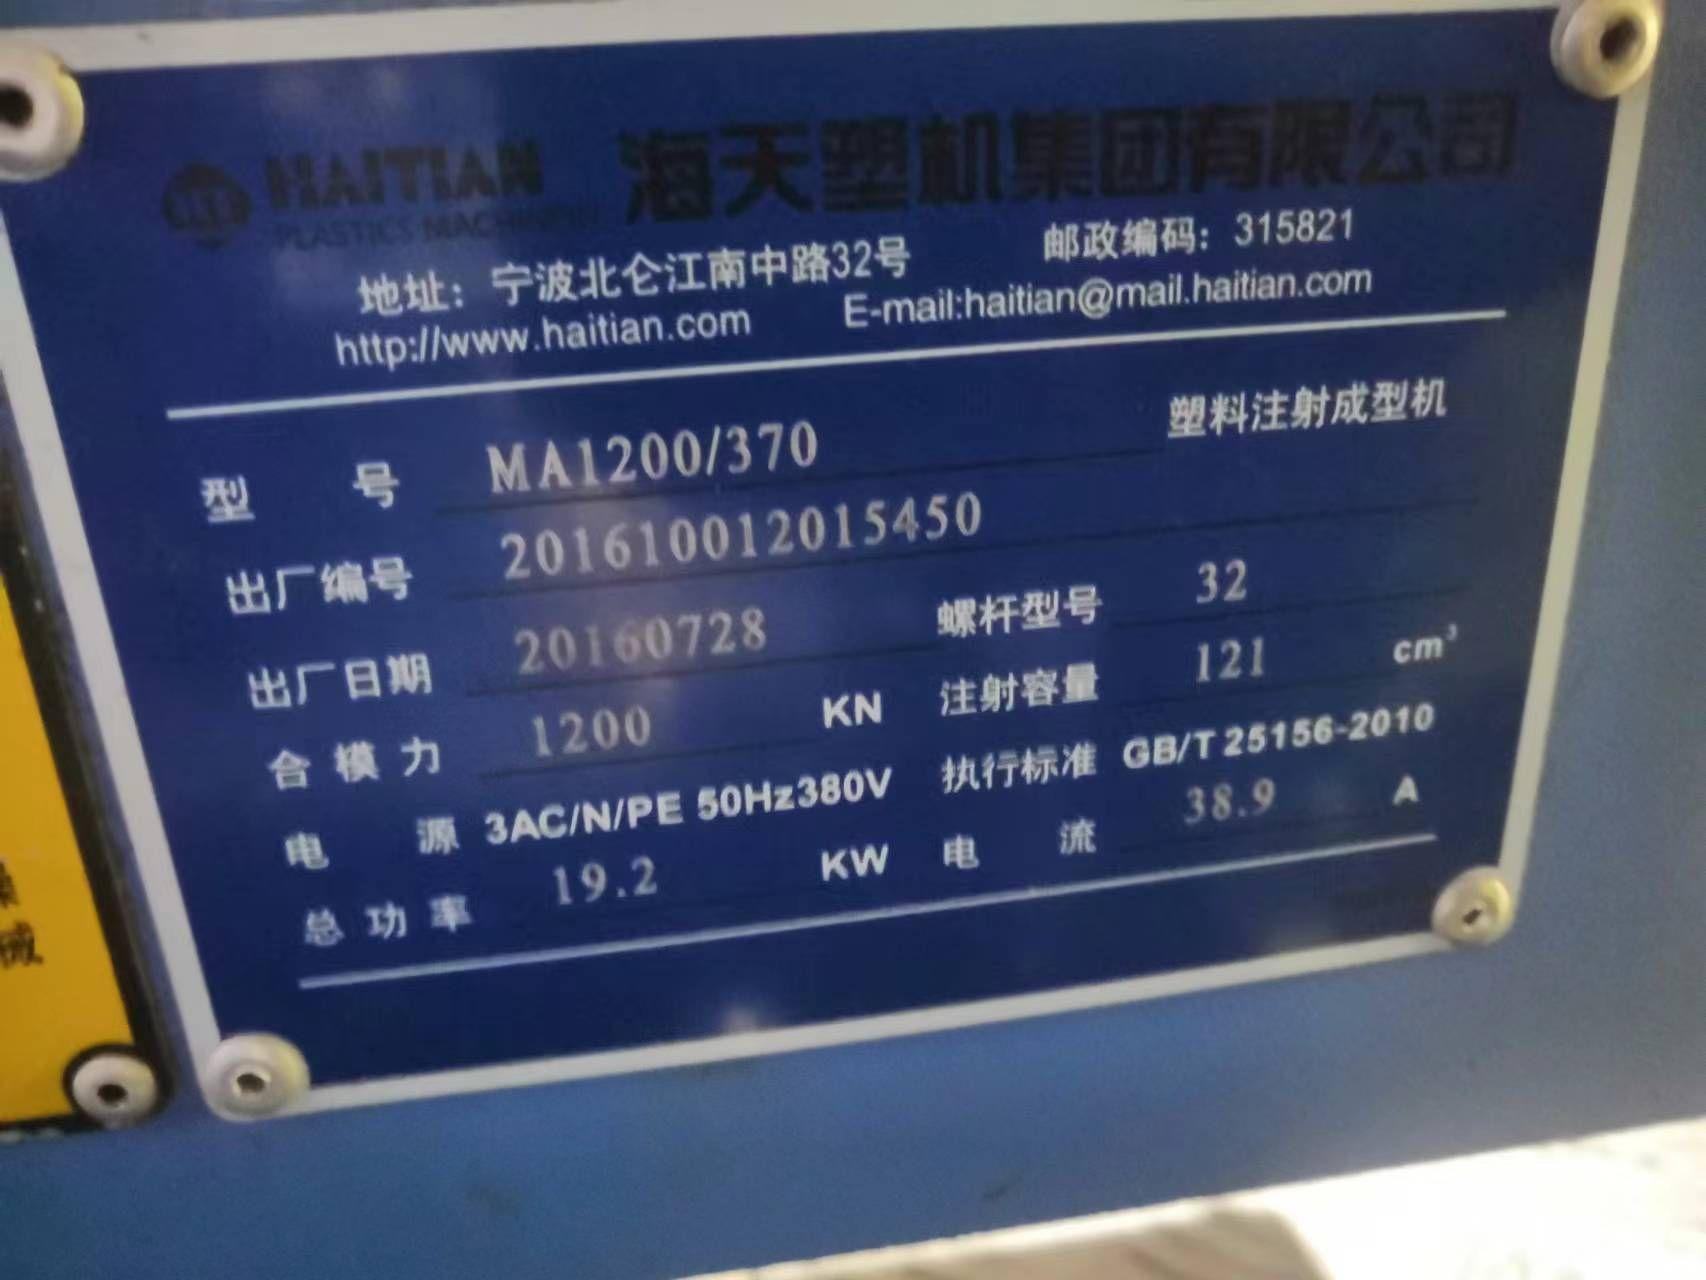 HAITIAN 海天塑机集团有限公司
PLASTICS MACHINERY
地址：宁波北仑江南中路32号 邮政编码：315821
http://www.haitian.com E-mail:haitian@mail.haitian.com
型 号 MA1200/370 塑料注射成型机
出厂编号 201610012015450
出厂日期 20160728 螺杆型号 32
合模力 1200 KN 注射容量 121 cm³
电 源 3AC/N/PE 50Hz380V 执行标准 GB/T 25156-2010
总功率 19.2 KW 电 流 38.9 A
械